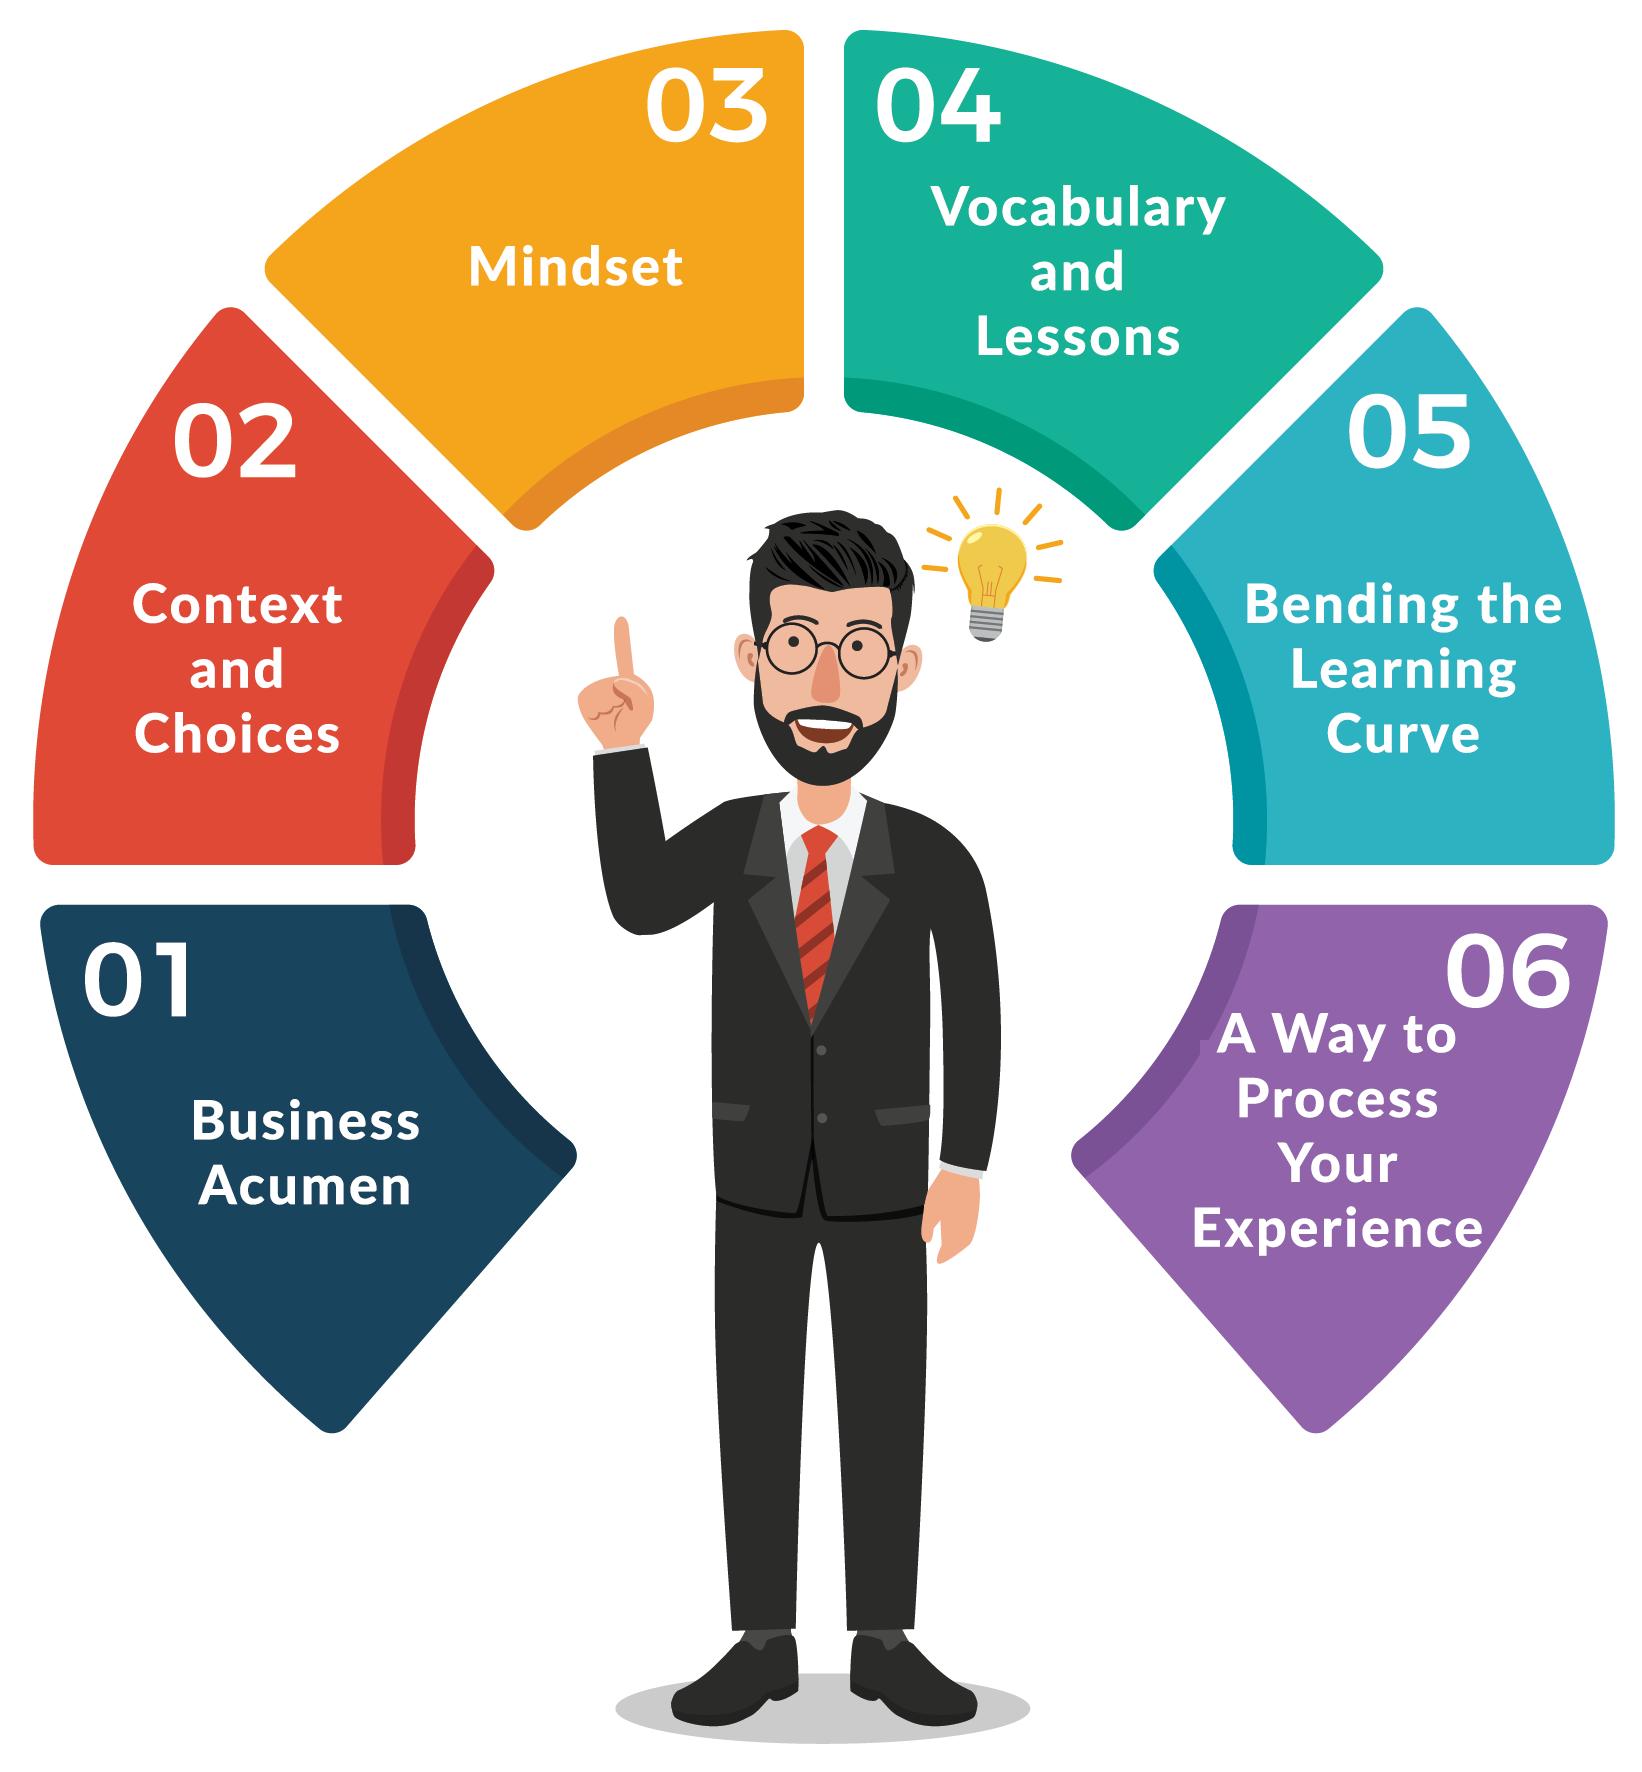 01
Business
Acumen
02
Context
and
Choices
03
Mindset
04
Vocabulary
and
Lessons
05
Bending the
Learning
Curve
06
A Way to
Process
Your
Experience